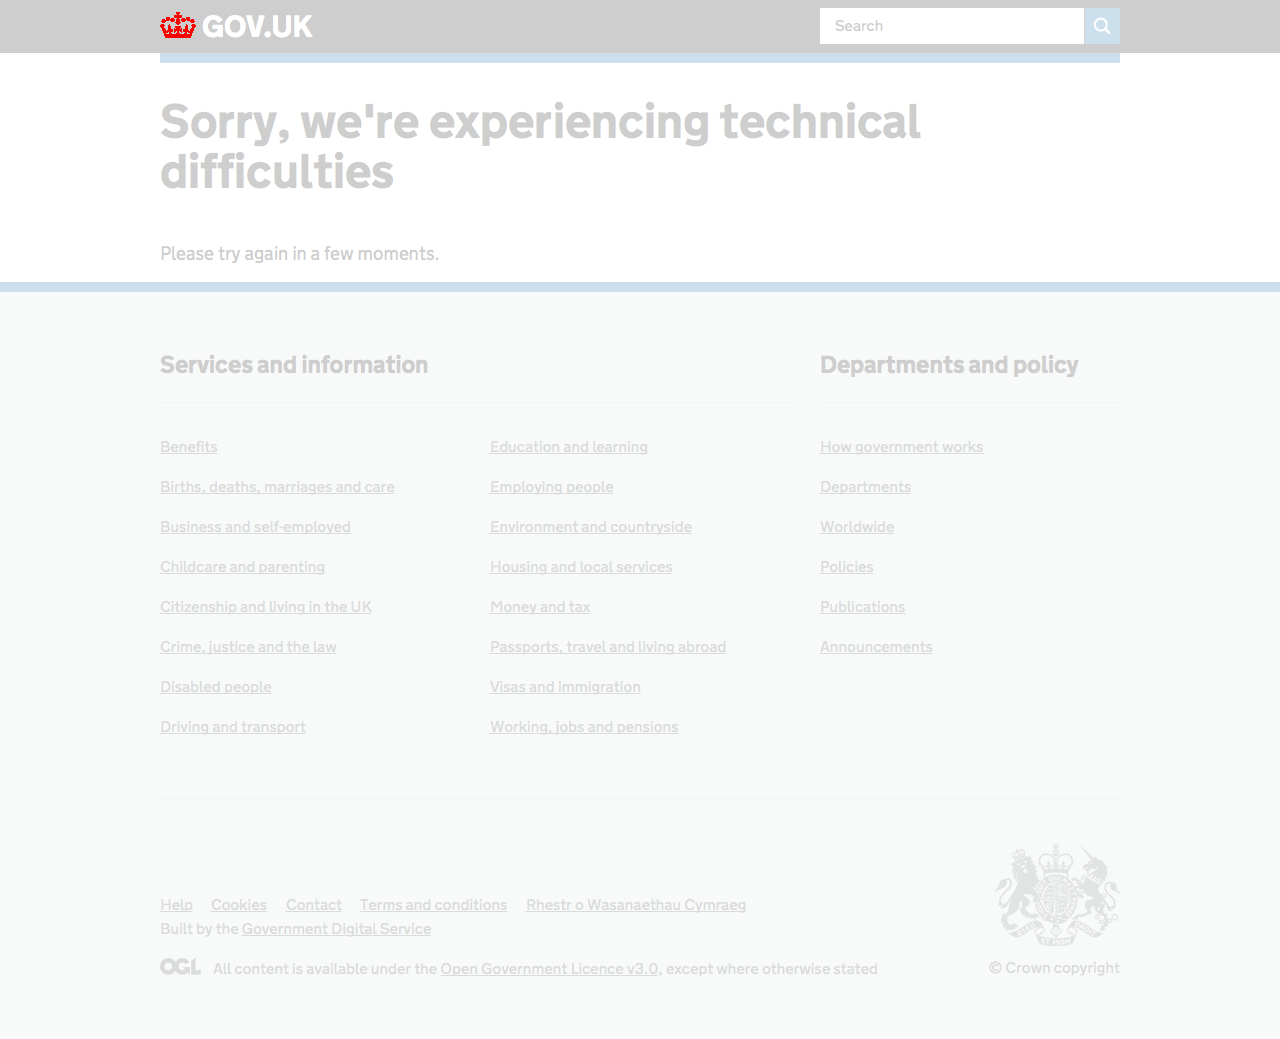 GOV.UK
Search
Sorry, we're experiencing technical
difficulties
Please try again in a few moments.
Services and information
Departments and policy
Benefits
Births, deaths, marriages and care
Business and self-employed
Childcare and parenting
Citizenship and living in the UK
Crime, justice and the law
Disabled people
Driving and transport
Education and learning
Employing people
Environment and countryside
Housing and local services
Money and tax
Passports, travel and living abroad
Visas and immigration
Working, jobs and pensions
How government works
Departments
Worldwide
Policies
Publications
Announcements
Help Cookies Contact Terms and conditions Rhestr o Wasanaethau Cymraeg
Built by the Government Digital Service
OGL All content is available under the Open Government Licence v3.0, except where otherwise stated
© Crown copyright